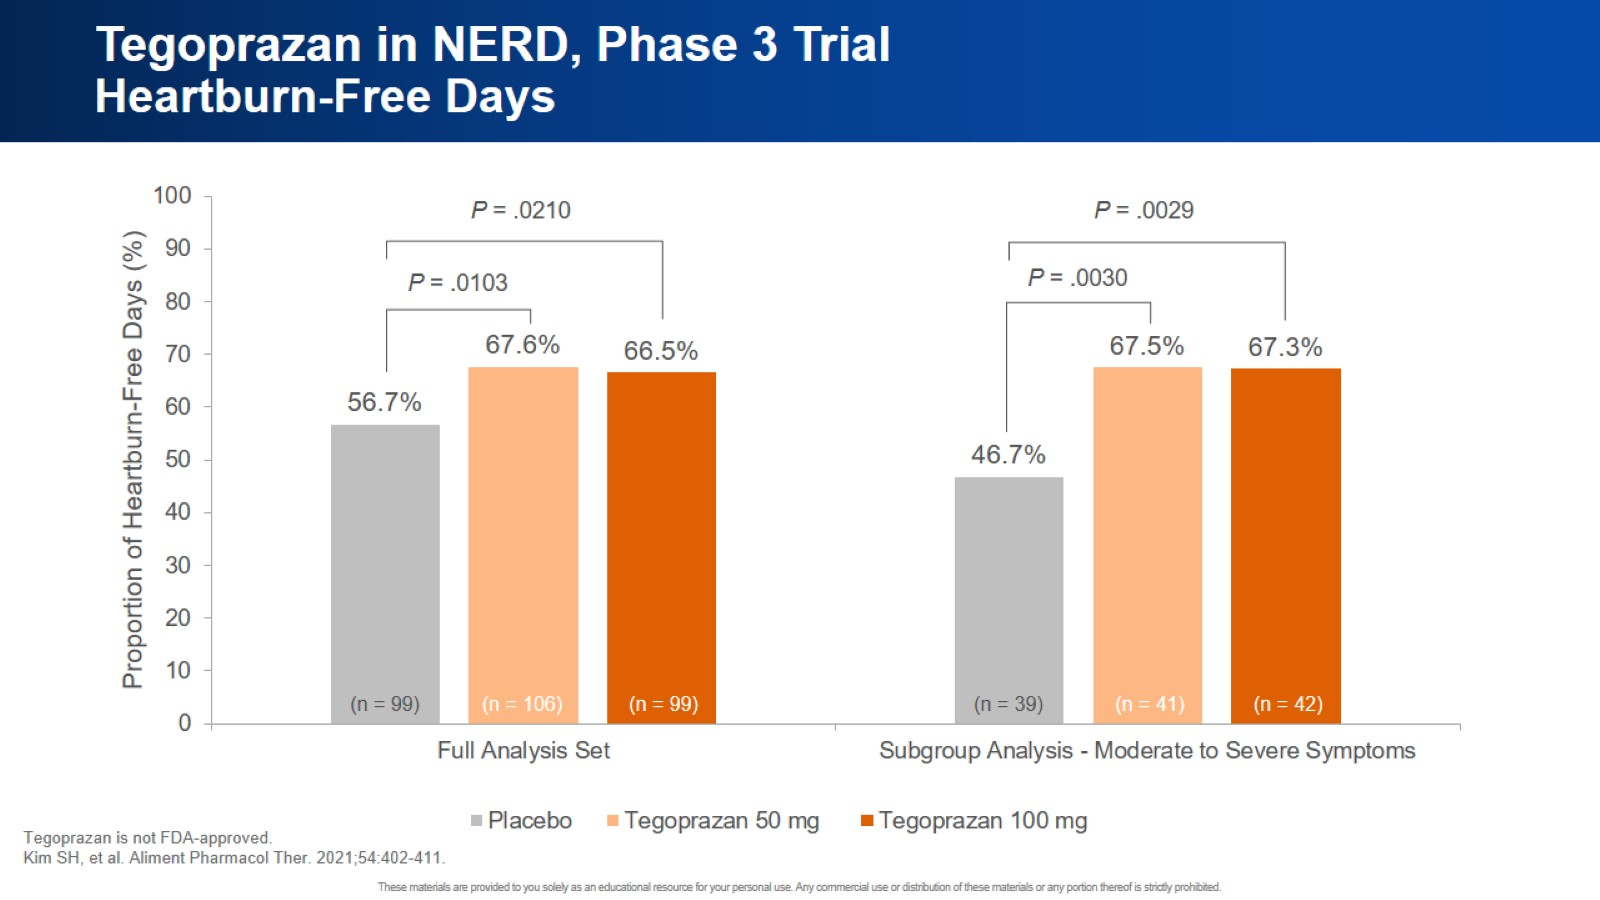 Tegoprazan in NERD, Phase 3 Trial
Heartburn-Free Days
Proportion of Heartburn-Free Days (%)
100
90
80
70
60
50
40
30
20
10
0
P = .0210
P = .0103
56.7%
67.6%
66.5%
(n = 99)
(n = 106)
(n = 99)
Full Analysis Set
P = .0029
P = .0030
46.7%
67.5%
67.3%
(n = 39)
(n = 41)
(n = 42)
Subgroup Analysis - Moderate to Severe Symptoms
Placebo
Tegoprazan 50 mg
Tegoprazan 100 mg
Tegoprazan is not FDA-approved.
Kim SH, et al. Aliment Pharmacol Ther. 2021;54:402-411.
These materials are provided to you solely as an educational resource for your personal use. Any commercial use or distribution of these materials or any portion thereof is strictly prohibited.